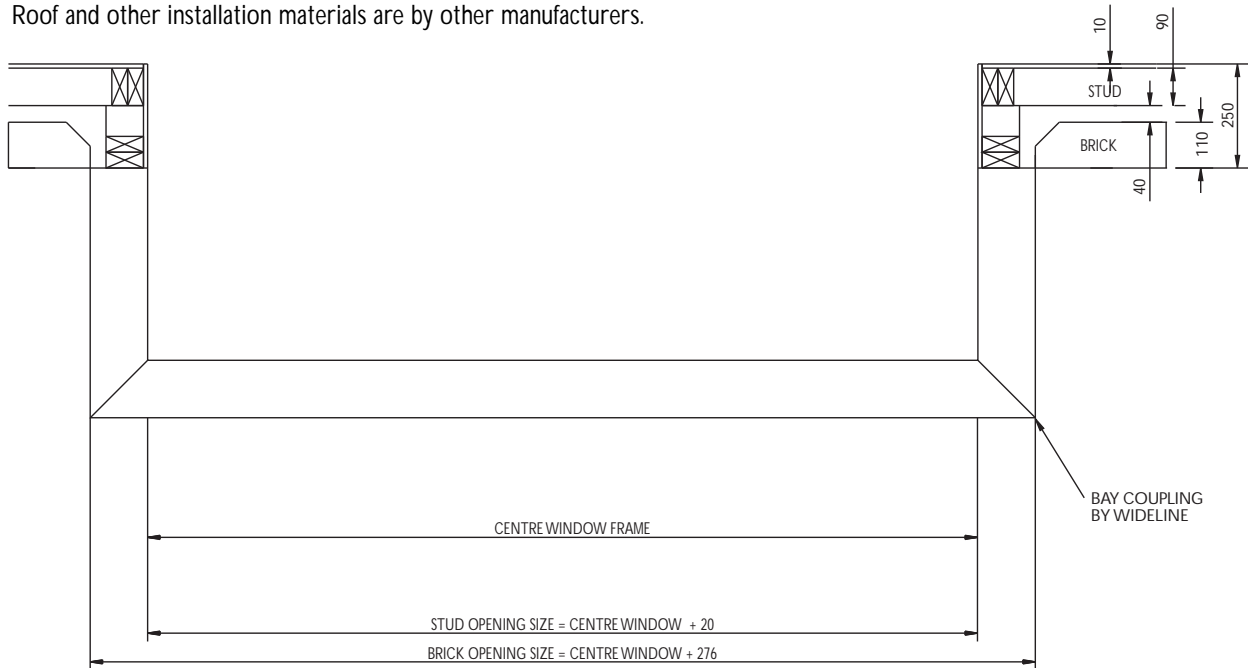 Roof and other installation materials are by other manufacturers.
10
90
STUD
250
BRICK
110
40
BAY COUPLING
BY WIDELINE
CENTRE WINDOW FRAME
STUD OPENING SIZE = CENTRE WINDOW + 20
BRICK OPENING SIZE = CENTRE WINDOW + 276